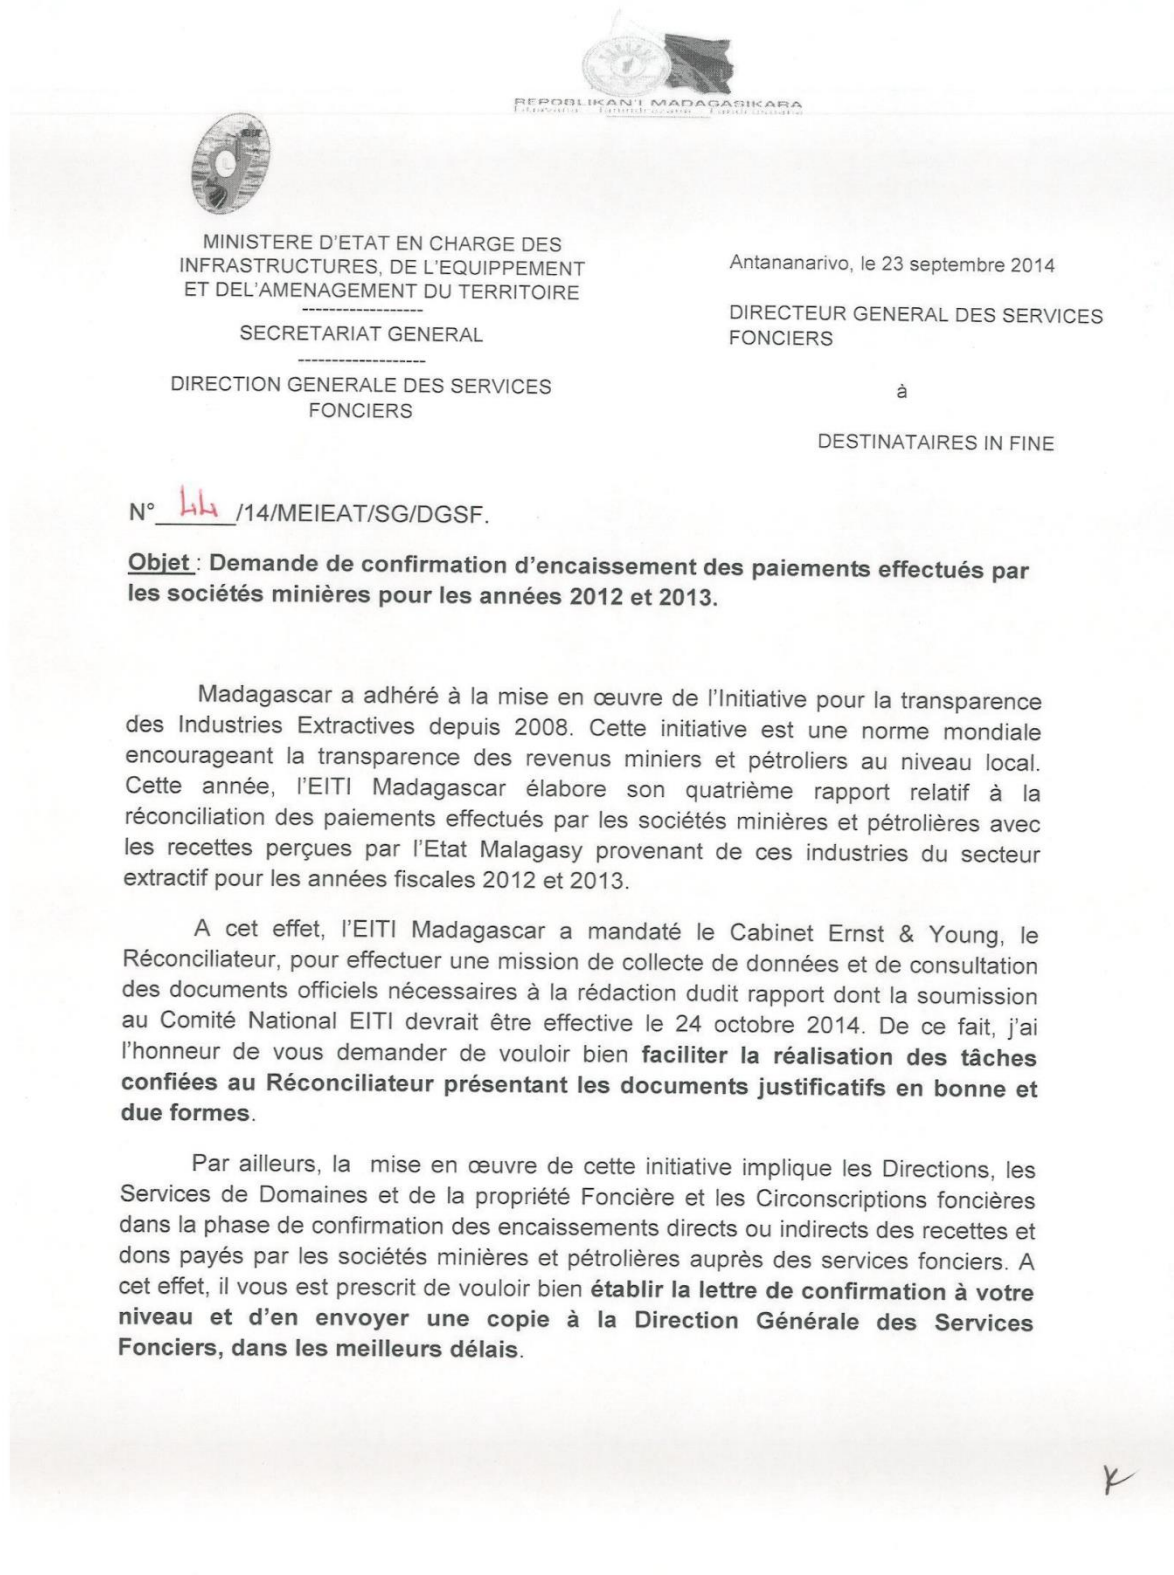 REPOBLIKAN'I MADAGASIKARA
MINISTERE D'ETAT EN CHARGE DES
INFRASTRUCTURES, DE L'EQUIPPEMENT
ET DEL'AMENAGEMENT DU TERRITOIRE
------------------
SECRETARIAT GENERAL
-------------------
DIRECTION GENERALE DES SERVICES
FONCIERS
Antananarivo, le 23 septembre 2014
DIRECTEUR GENERAL DES SERVICES
FONCIERS
à
DESTINATAIRES IN FINE
N° 44 /14/MEIEAT/SG/DGSF.
Objet : Demande de confirmation d'encaissement des paiements effectués par
les sociétés minières pour les années 2012 et 2013.
Madagascar a adhéré à la mise en œuvre de l'Initiative pour la transparence
des Industries Extractives depuis 2008. Cette initiative est une norme mondiale
encourageant la transparence des revenus miniers et pétroliers au niveau local.
Cette année, l'EITI Madagascar élabore son quatrième rapport relatif à la
réconciliation des paiements effectués par les sociétés minières et pétrolières avec
les recettes perçues par l'Etat Malagasy provenant de ces industries du secteur
extractif pour les années fiscales 2012 et 2013.
A cet effet, l'EITI Madagascar a mandaté le Cabinet Ernst & Young, le
Réconciliateur, pour effectuer une mission de collecte de données et de consultation
des documents officiels nécessaires à la rédaction dudit rapport dont la soumission
au Comité National EITI devrait être effective le 24 octobre 2014. De ce fait, j'ai
l'honneur de vous demander de vouloir bien faciliter la réalisation des tâches
confiées au Réconciliateur présentant les documents justificatifs en bonne et
due formes.
Par ailleurs, la mise en œuvre de cette initiative implique les Directions, les
Services de Domaines et de la propriété Foncière et les Circonscriptions foncières
dans la phase de confirmation des encaissements directs ou indirects des recettes et
dons payés par les sociétés minières et pétrolières auprès des services fonciers. A
cet effet, il vous est prescrit de vouloir bien établir la lettre de confirmation à votre
niveau et d'en envoyer une copie à la Direction Générale des Services
Fonciers, dans les meilleurs délais.